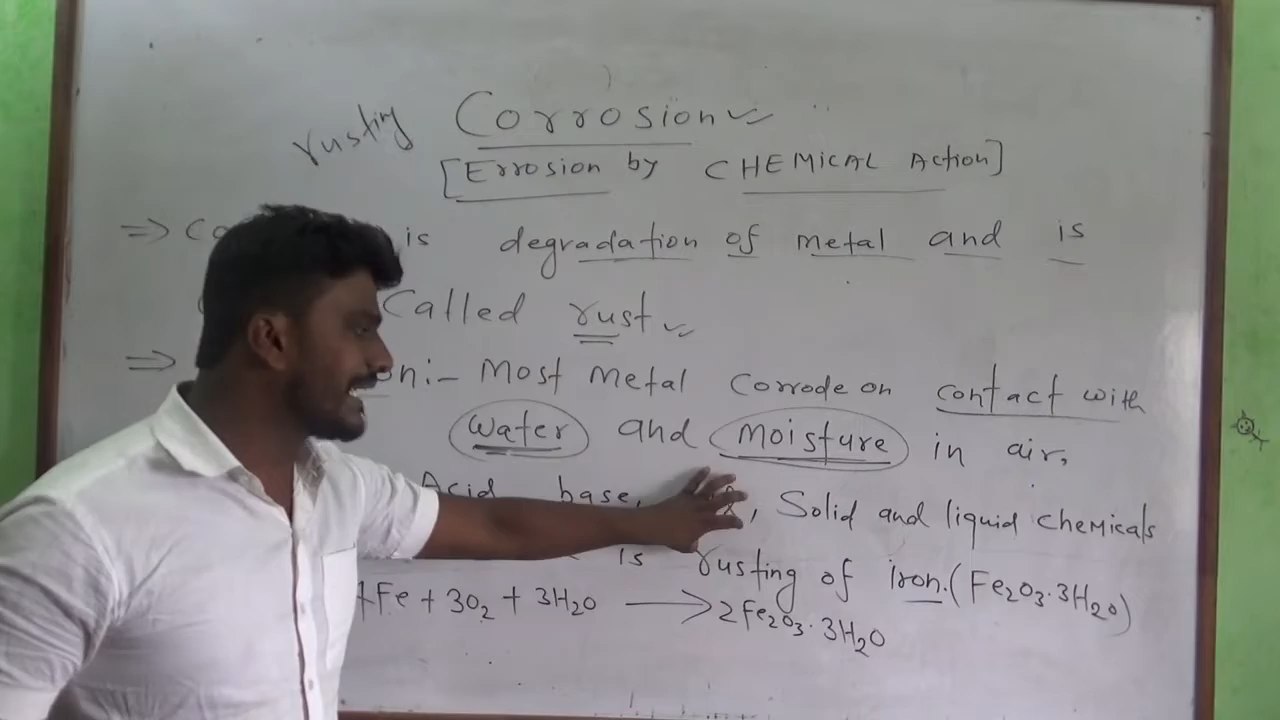 rusting Corrosion
[Errosion by CHEMICAL Action]
⇒ is degradation of metal and is
Called rust
⇒ on:- Most metal corrode on contact with
water and moisture in air,
Acid base, Solid and liquid chemicals
is rusting of iron. (Fe₂O₃·3H₂O)
Fe + 3O₂ + 3H₂O ⟶ 2Fe₂O₃·3H₂O